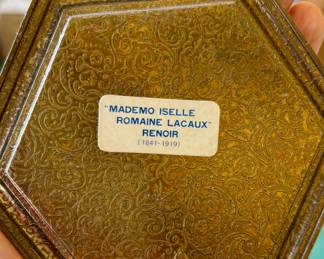 "MADEMO ISELLE
ROMAINE LACAUX"
RENOIR
(1841-1919)